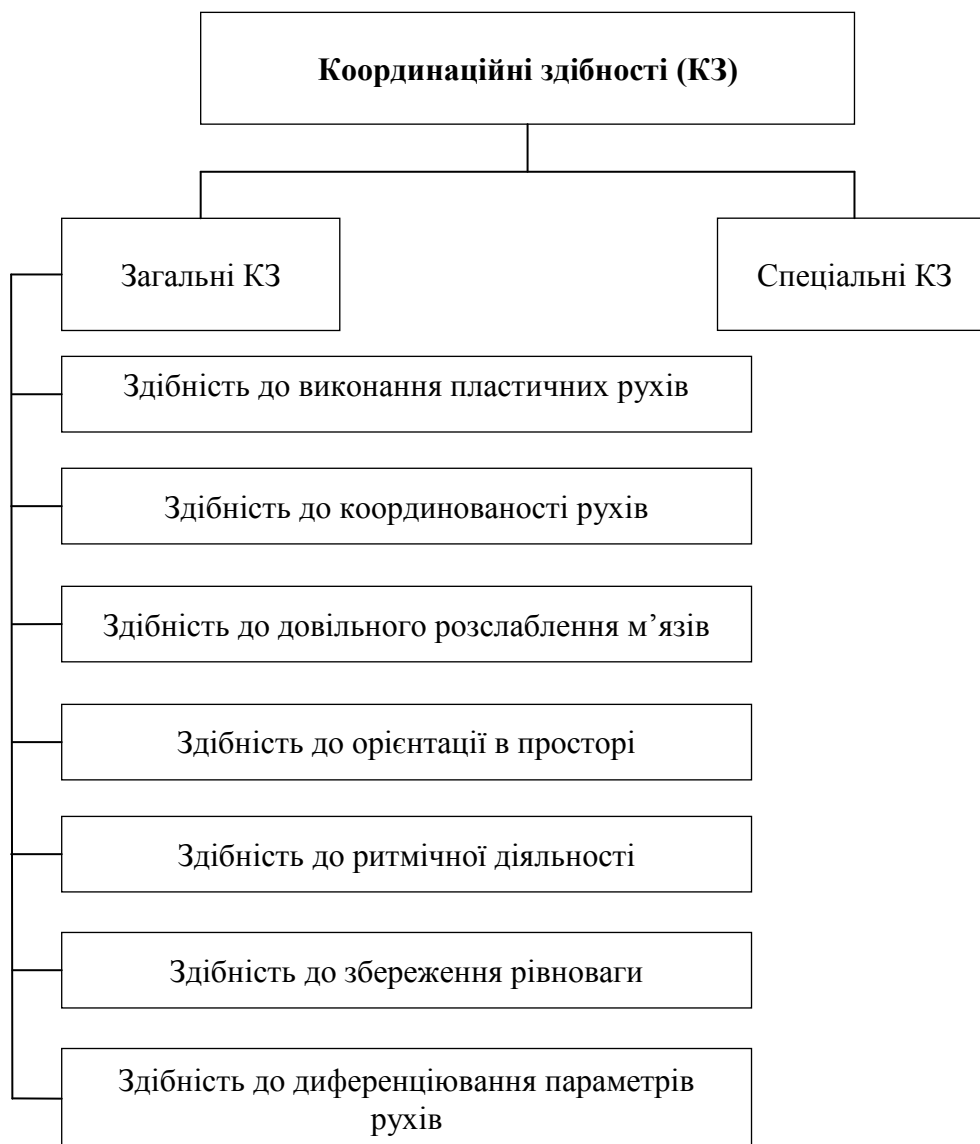 Координаційні здібності (КЗ)
Загальні КЗ
Спеціальні КЗ
Здібність до виконання пластичних рухів
Здібність до координованості рухів
Здібність до довільного розслаблення м’язів
Здібність до орієнтації в просторі
Здібність до ритмічної діяльності
Здібність до збереження рівноваги
Здібність до диференціювання параметрів
рухів